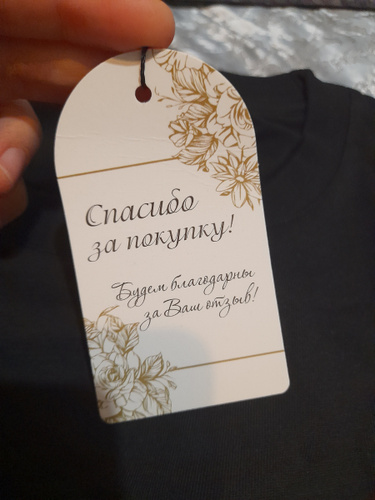 Спасибо
за покупку!
Будем благодарны
за Ваш отзыв!